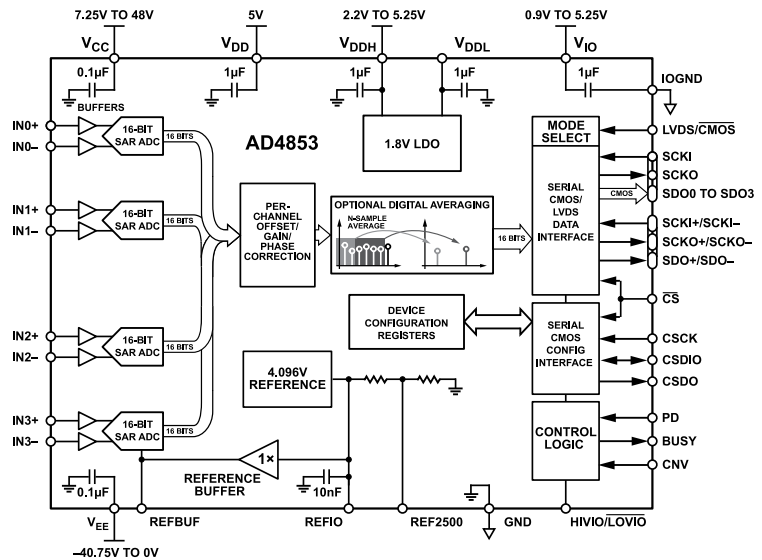 7.25V TO 48V
5V
2.2V TO 5.25V
0.9V TO 5.25V
VCC
VDD
VDDH
VDDL
VIO
0.1µF
1µF
1µF
1µF
1µF
IOGND
BUFFERS
IN0+
IN0–
16-BIT
SAR ADC
16 BITS
AD4853
1.8V LDO
MODE
SELECT
LVDS/CMOS
SCKI
SCKO
CMOS
SDO0 TO SDO3
IN1+
IN1–
16-BIT
SAR ADC
16 BITS
PER-
CHANNEL
OFFSET/
GAIN/
PHASE
CORRECTION
OPTIONAL DIGITAL AVERAGING
N-SAMPLE
AVERAGE
16 BITS
SERIAL
CMOS/
LVDS
DATA
INTERFACE
SCKI+/SCKI–
SCKO+/SCKO–
SDO+/SDO–
CS
IN2+
IN2–
16-BIT
SAR ADC
16 BITS
DEVICE
CONFIGURATION
REGISTERS
SERIAL
CMOS
CONFIG
INTERFACE
CSCK
CSDIO
CSDO
4.096V
REFERENCE
IN3+
IN3–
16-BIT
SAR ADC
16 BITS
CONTROL
LOGIC
PD
BUSY
CNV
1×
REFERENCE
BUFFER
0.1µF
10nF
VEE
REFBUF
REFIO
REF2500
GND
HIVIO/LOVIO
–40.75V TO 0V